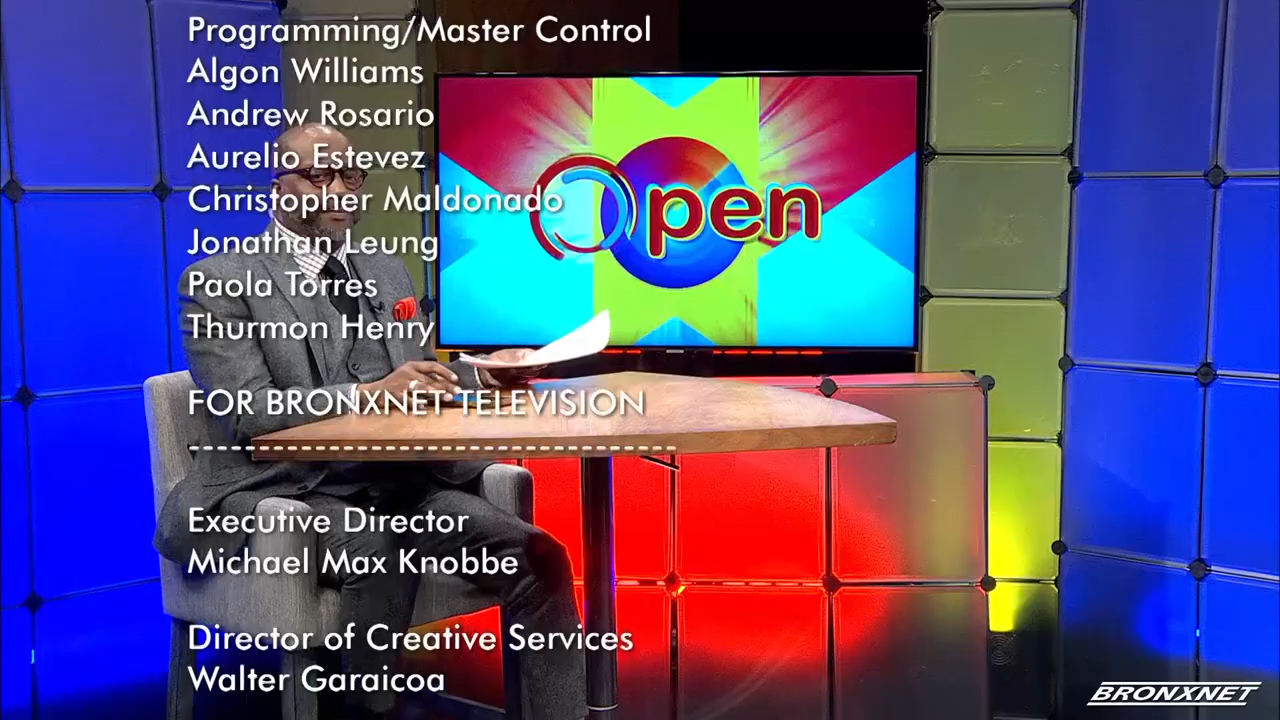 Programming/Master Control
Algon Williams
Andrew Rosario
Aurelio Estevez
Christopher Maldonado
Jonathan Leung
Paola Torres
Thurmon Henry
Open
FOR BRONXNET TELEVISION
-----------------------------------
Executive Director
Michael Max Knobbe
Director of Creative Services
Walter Garaicoa
BRONXNET